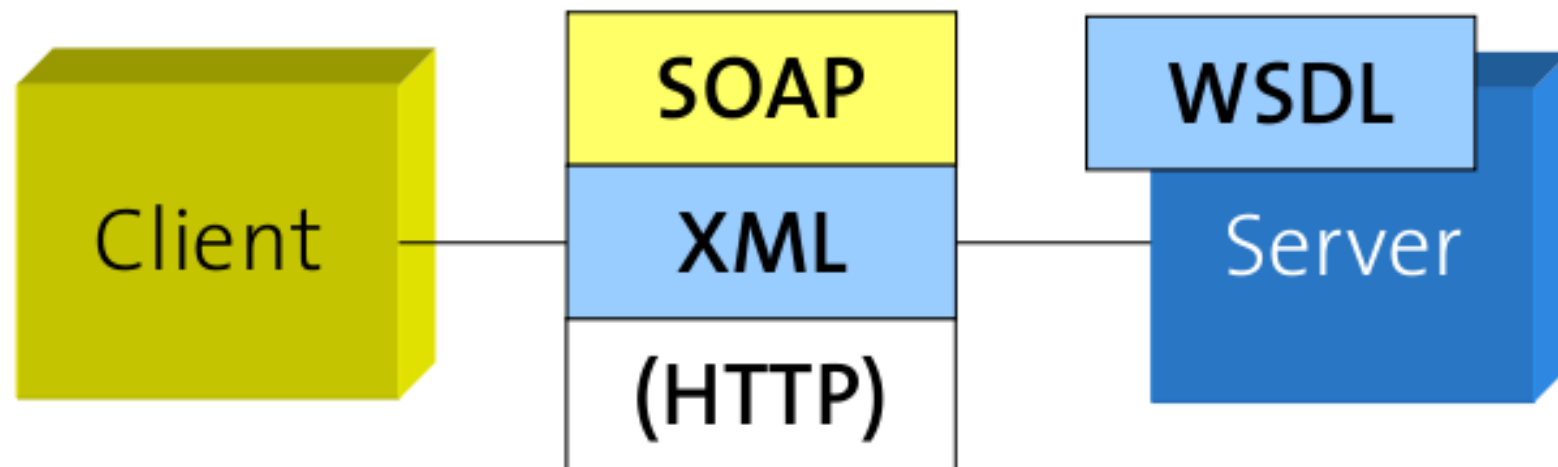 SOAP
WSDL
Client
XML
Server
(HTTP)